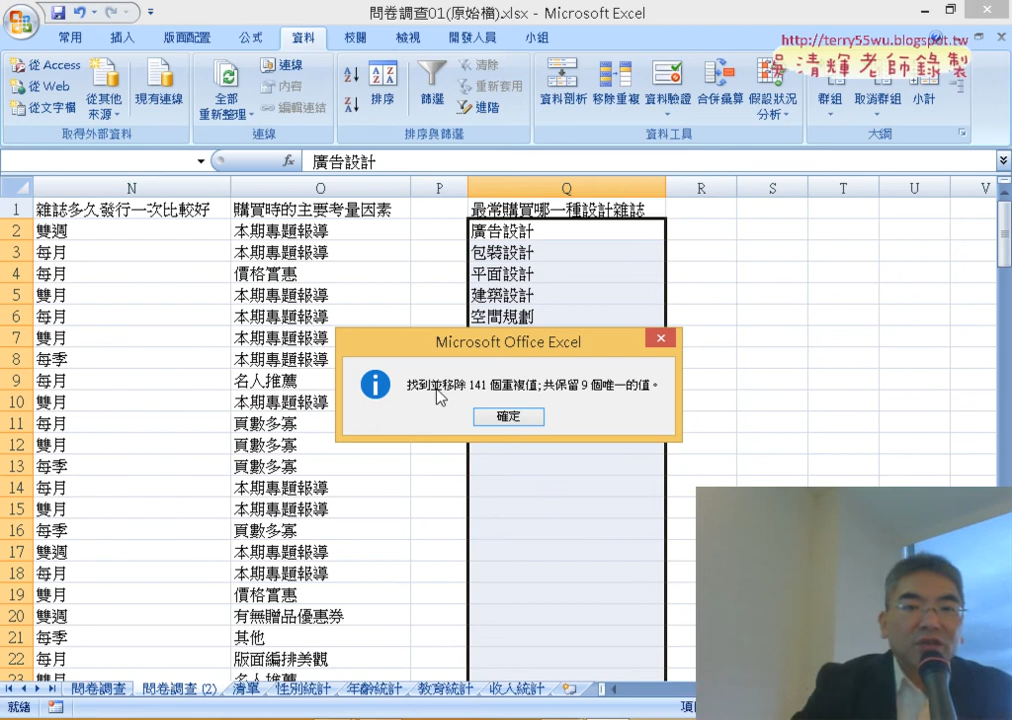 問卷調查01(原始檔).xlsx - Microsoft Excel
常用 插入 版面配置 公式 資料 校閱 檢視 開發人員 小組
http://terry55wu.blogspot.tw
吳清輝老師錄製
從 Access
從 Web
從文字檔
從其他來源
現有連線
取得外部資料
全部重新整理
連線
內容
編輯連結
連線
排序
篩選
清除
重新套用
進階
排序與篩選
資料剖析
移除重複
資料驗證
合併彙算
假設狀況分析
資料工具
群組
取消群組
小計
大綱
fx 廣告設計
N O P Q R S T U V
1 雜誌多久發行一次比較好 購買時的主要考量因素 最常購買哪一種設計雜誌
2 雙週 本期專題報導 廣告設計
3 每月 本期專題報導 包裝設計
4 每月 價格實惠 平面設計
5 雙月 本期專題報導 建築設計
6 每月 本期專題報導 空間規劃
7 雙月 本期專題報導
8 每季 本期專題報導
9 每月 名人推薦
10 雙月 本期專題報導
11 每月 頁數多寡
12 雙月 頁數多寡
13 每季 頁數多寡
14 每月 本期專題報導
15 雙月 本期專題報導
16 每季 頁數多寡
17 雙週 本期專題報導
18 每月 本期專題報導
19 雙月 價格實惠
20 雙週 有無贈品優惠券
21 每季 其他
22 每月 版面編排美觀
23 每月 名人推薦
Microsoft Office Excel
找到並移除 141 個重複值;共保留 9 個唯一的值。
確定
問卷調查 問卷調查 (2) 清單 性別統計 年齡統計 教育統計 收入統計
就緒